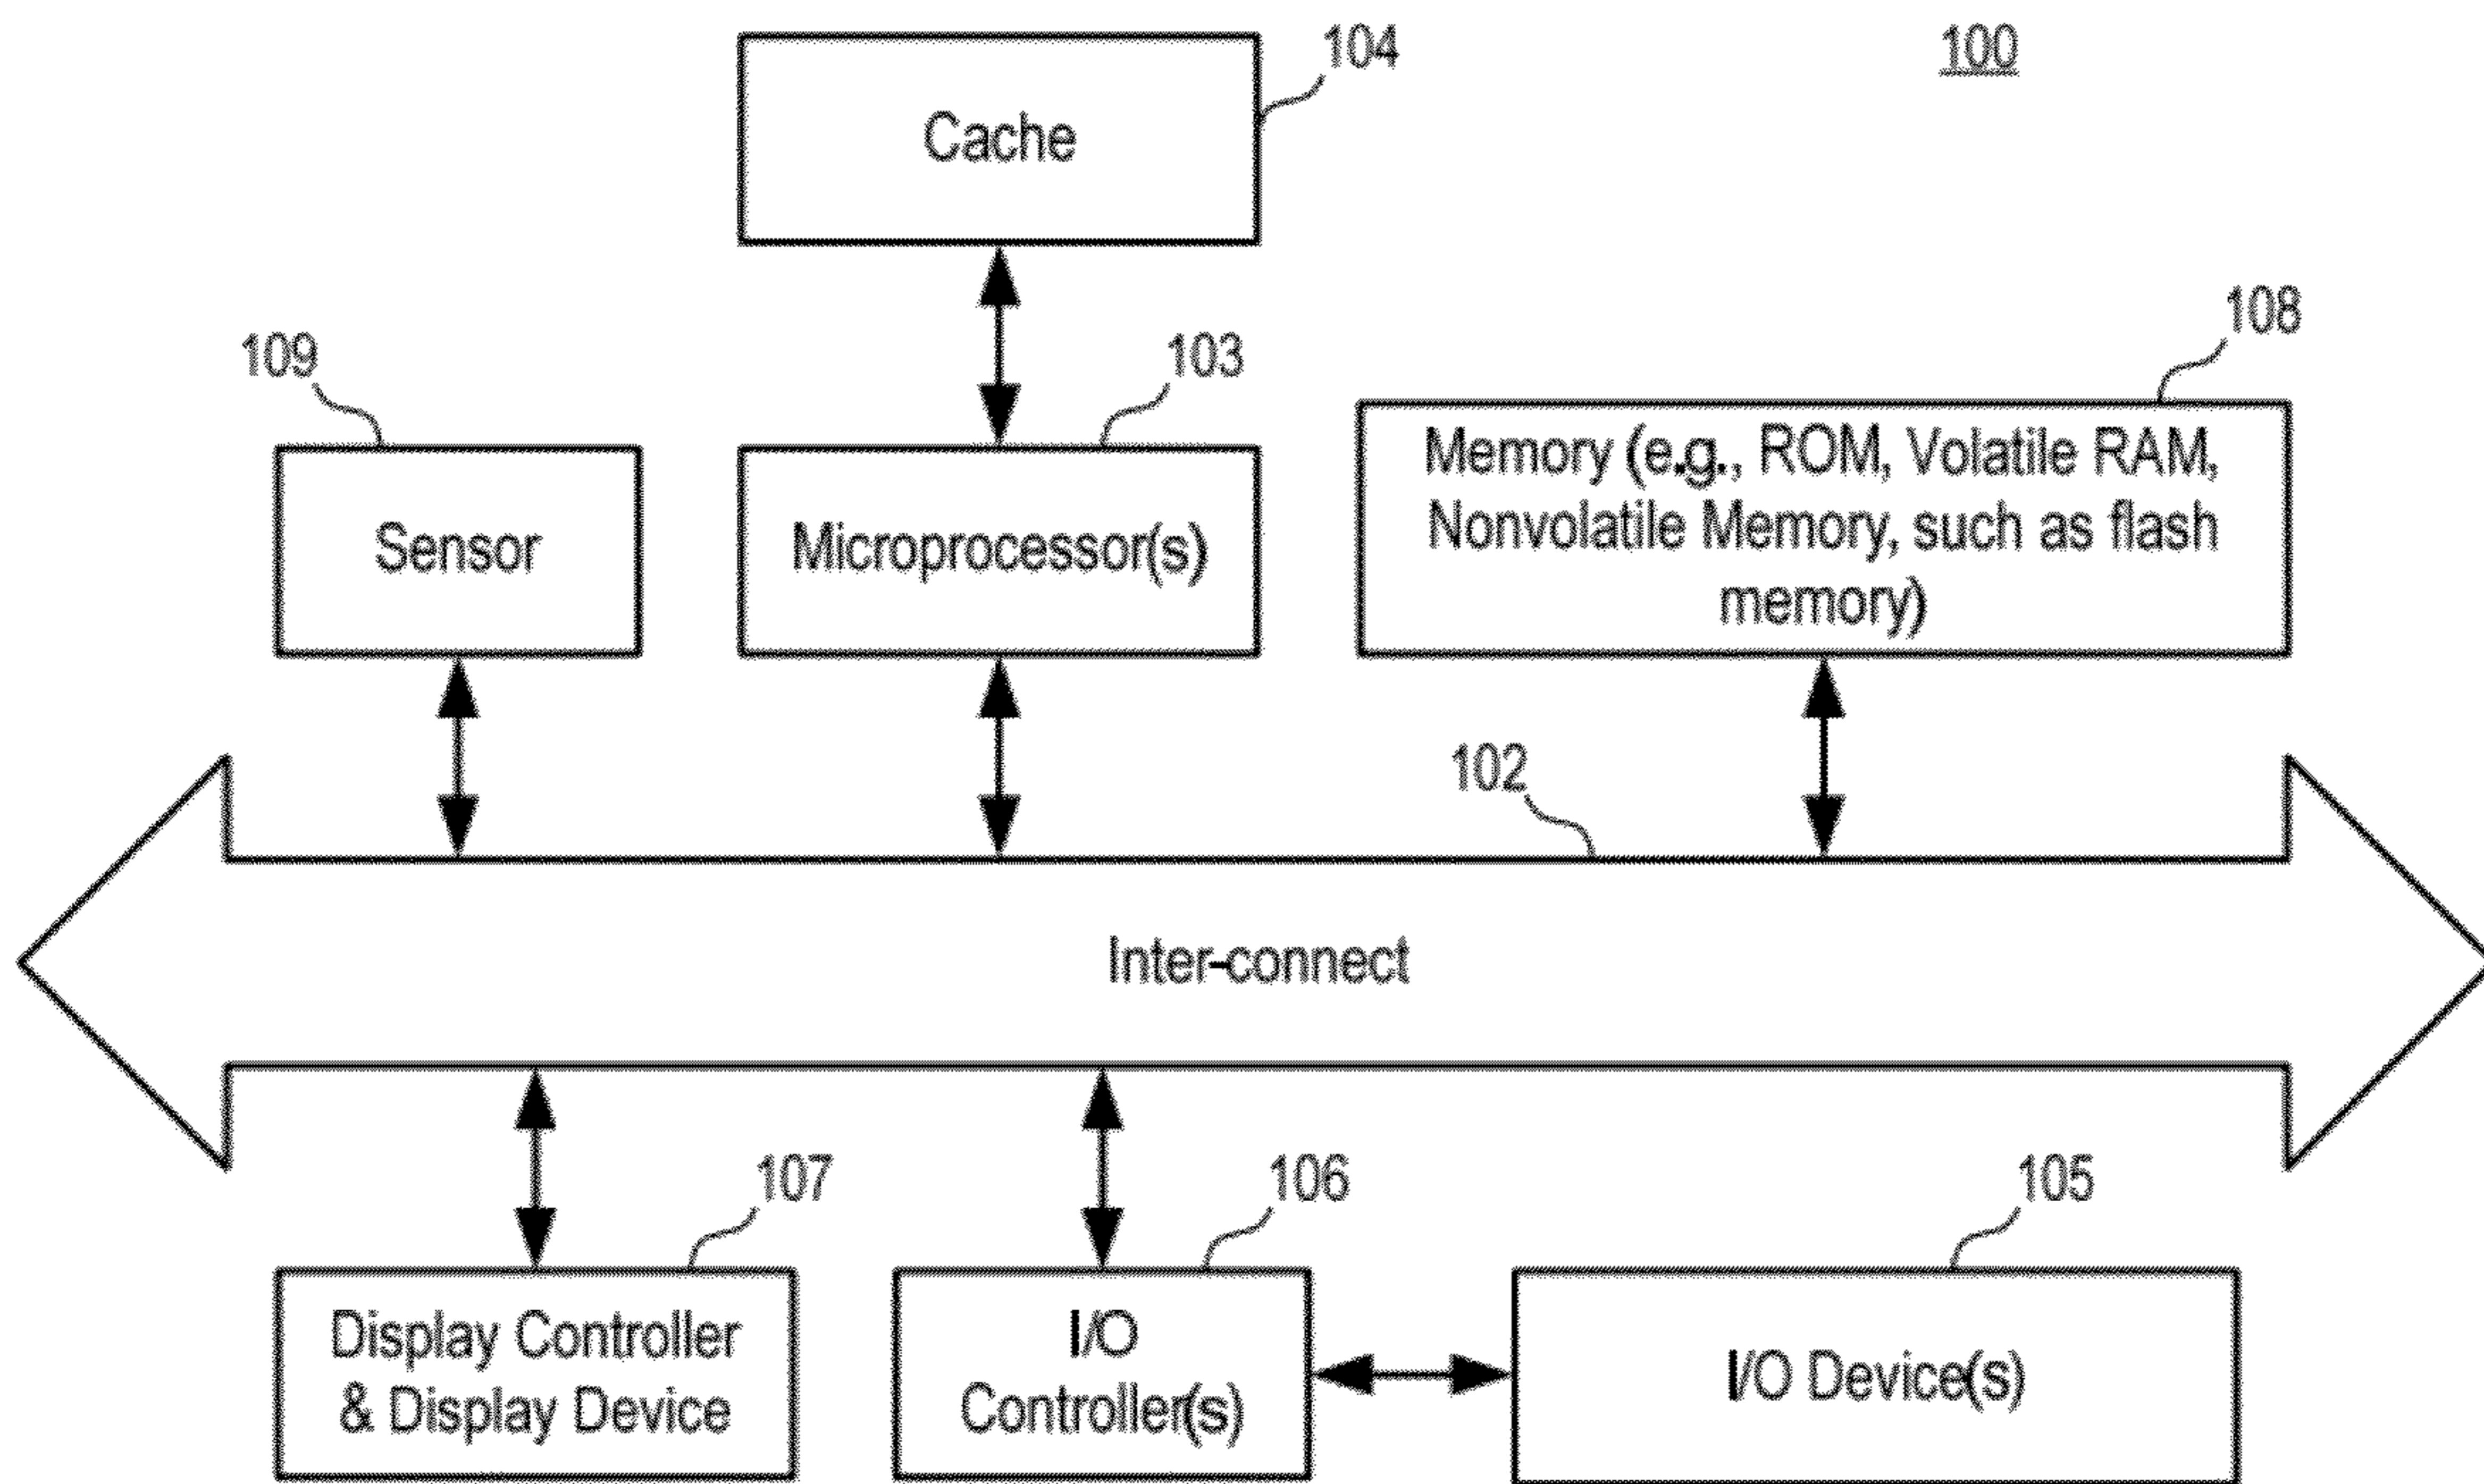 104
100
Cache
108
109
103
Memory (e.g., ROM, Volatile RAM,
Nonvolatile Memory, such as flash
memory)
Sensor
Microprocessor(s)
102
Inter-connect
107
106
105
Display Controller
& Display Device
I/O
Controller(s)
I/O Device(s)